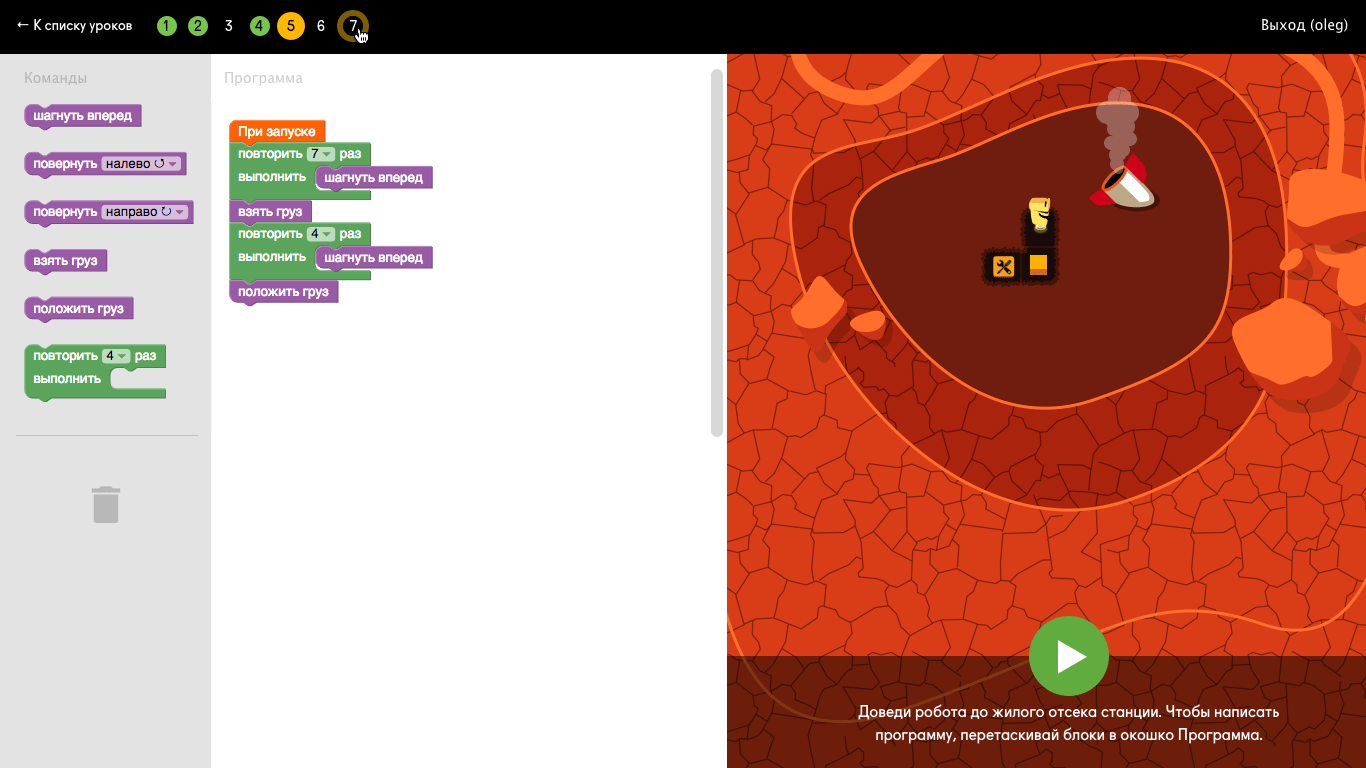 ← К списку уроков 1 2 3 4 5 6 7 Выход (oleg)
Команды
шагнуть вперед
повернуть налево ↺
повернуть направо ↻
взять груз
положить груз
повторить 4 раз
выполнить
Программа
При запуске
повторить 7 раз
выполнить шагнуть вперед
взять груз
повторить 4 раз
выполнить шагнуть вперед
положить груз
Доведи робота до жилого отсека станции. Чтобы написать
программу, перетаскивай блоки в окошко Программа.